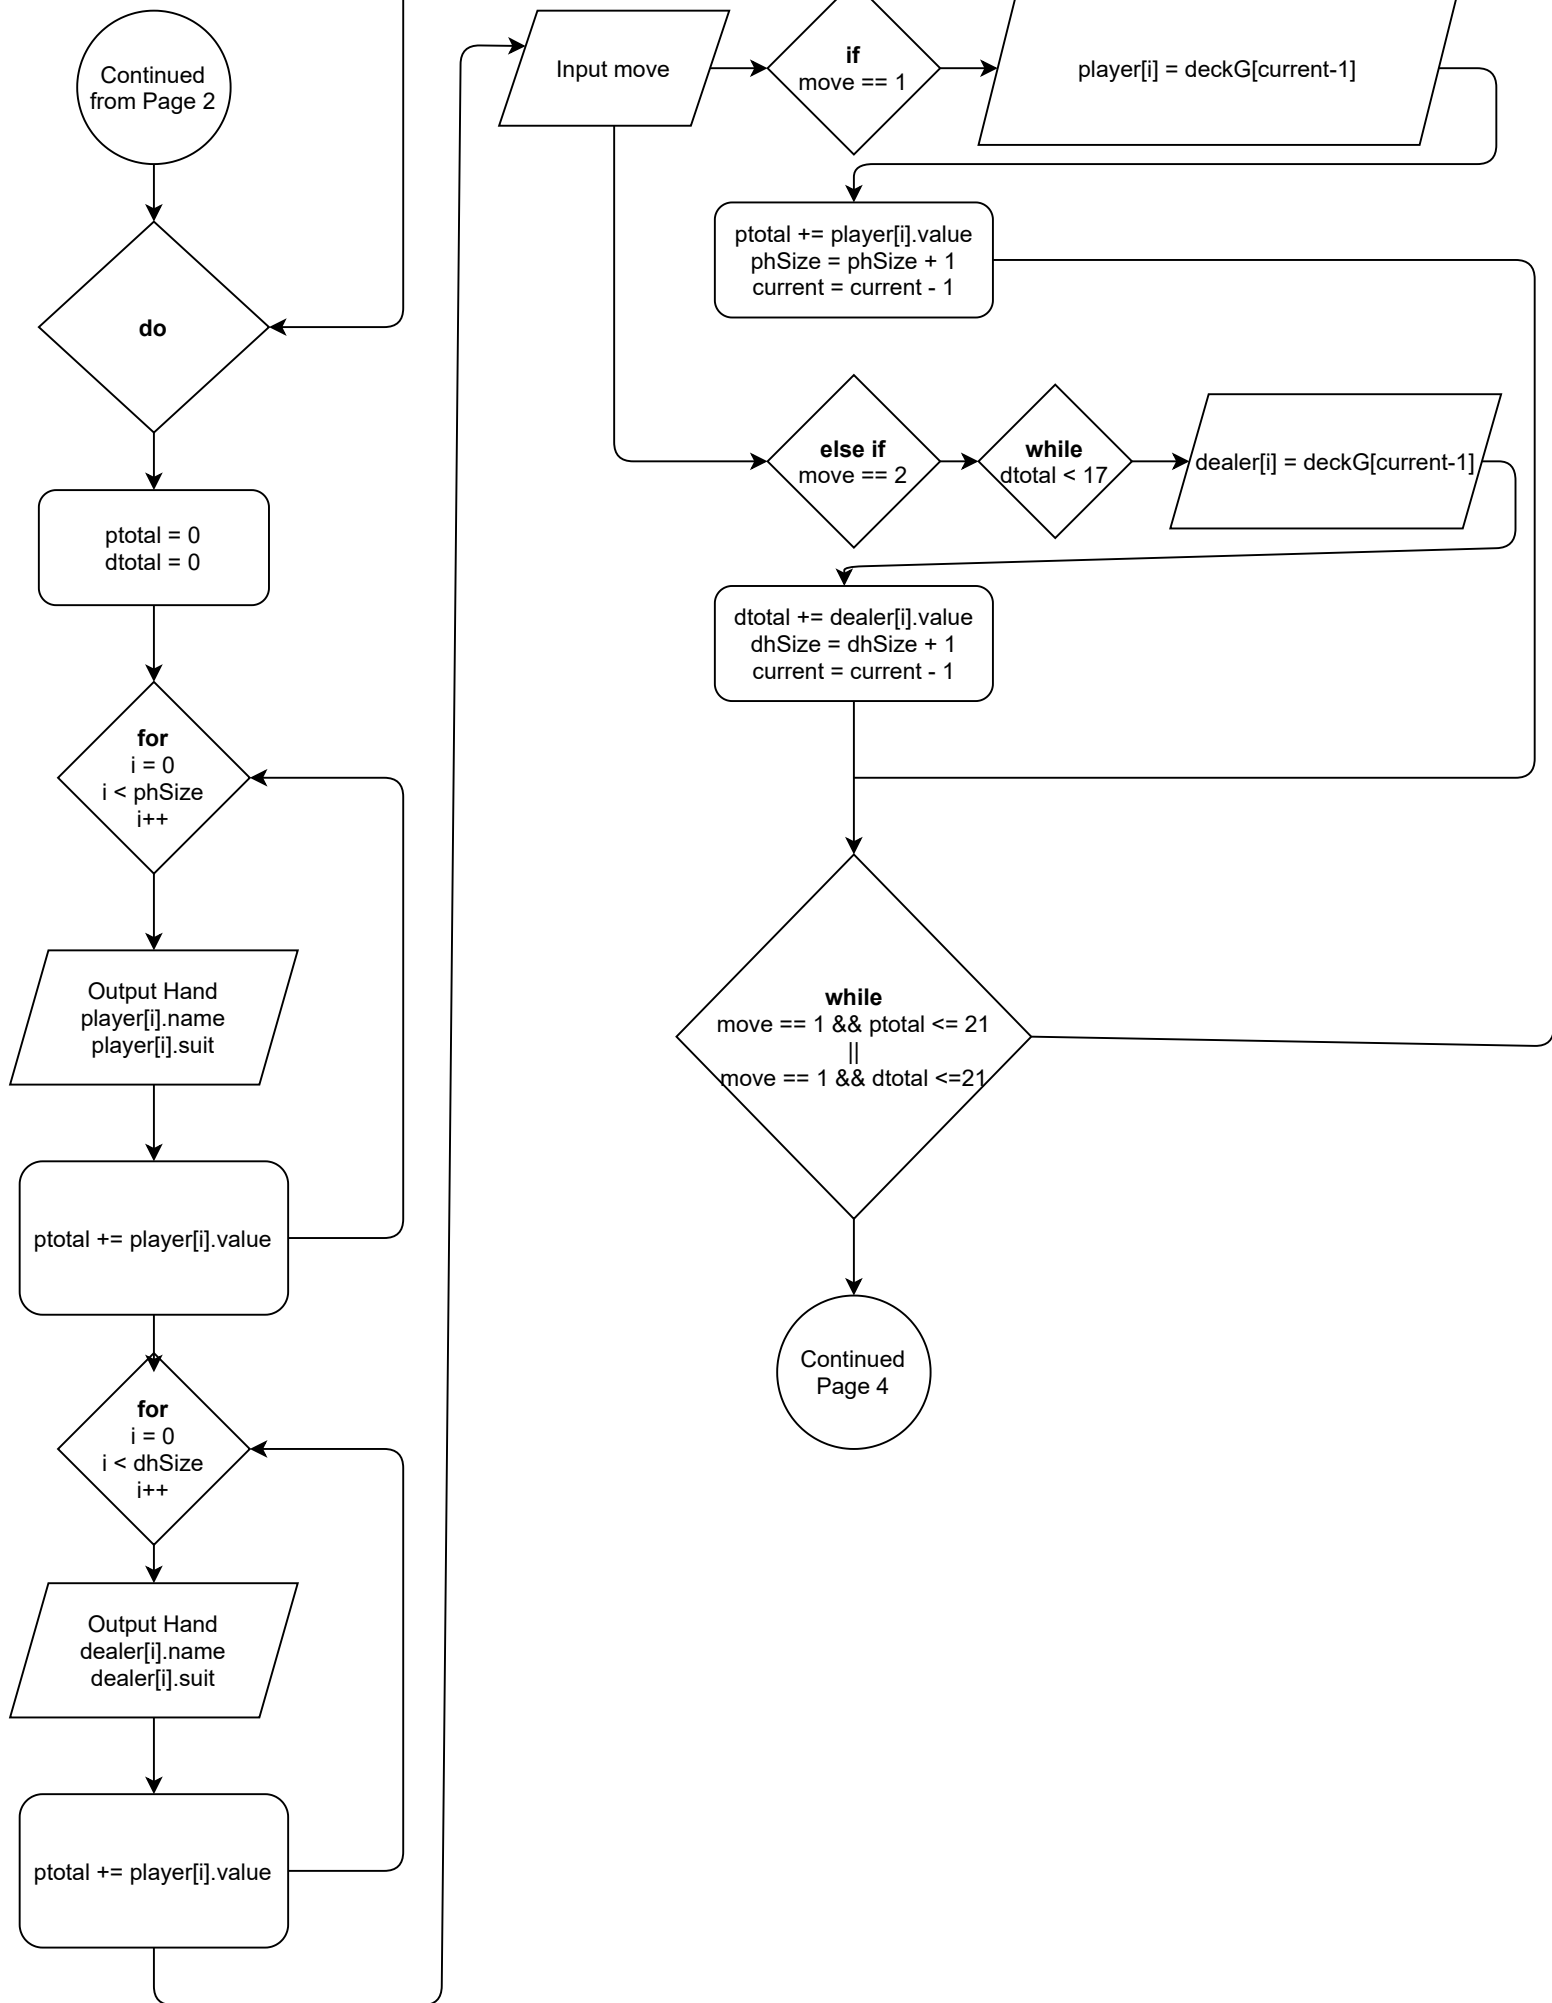 Continued
from Page 2
do
ptotal = 0
dtotal = 0
for
i = 0
i < phSize
i++
Output Hand
player[i].name
player[i].suit
ptotal += player[i].value
for
i = 0
i < dhSize
i++
Output Hand
dealer[i].name
dealer[i].suit
ptotal += player[i].value
Input move
if
move == 1
player[i] = deckG[current-1]
ptotal += player[i].value
phSize = phSize + 1
current = current - 1
else if
move == 2
while
dtotal < 17
dealer[i] = deckG[current-1]
dtotal += dealer[i].value
dhSize = dhSize + 1
current = current - 1
while
move == 1 && ptotal <= 21
||
move == 1 && dtotal <=21
Continued
Page 4